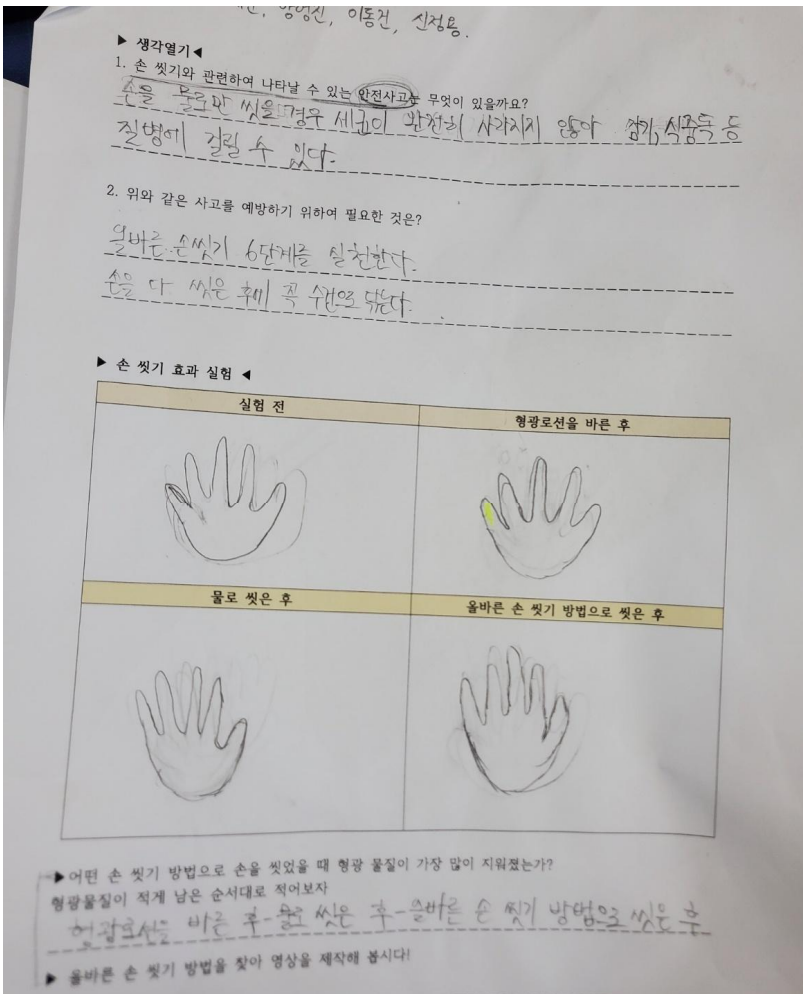 방영신, 이동건, 신정용.
▶ 생각열기◀
1. 손 씻기와 관련하여 나타날 수 있는 안전사고는 무엇이 있을까요?
손을 물로만 씻을 경우 세균이 완전히 사라지지 않아 감기, 식중독 등
질병에 걸릴 수 있다.
2. 위와 같은 사고를 예방하기 위하여 필요한 것은?
올바른 손씻기 6단계를 실천한다.
손을 다 씻은 후에 꼭 수건으로 닦는다.
▶ 손 씻기 효과 실험 ◀
실험 전
형광로션을 바른 후
물로 씻은 후
올바른 손 씻기 방법으로 씻은 후
▶어떤 손 씻기 방법으로 손을 씻었을 때 형광 물질이 가장 많이 지워졌는가?
형광물질이 적게 남은 순서대로 적어보자
형광로션을 바른 후-물로 씻은 후-올바른 손 씻기 방법으로 씻은 후
▶ 올바른 손 씻기 방법을 찾아 영상을 제작해 봅시다!